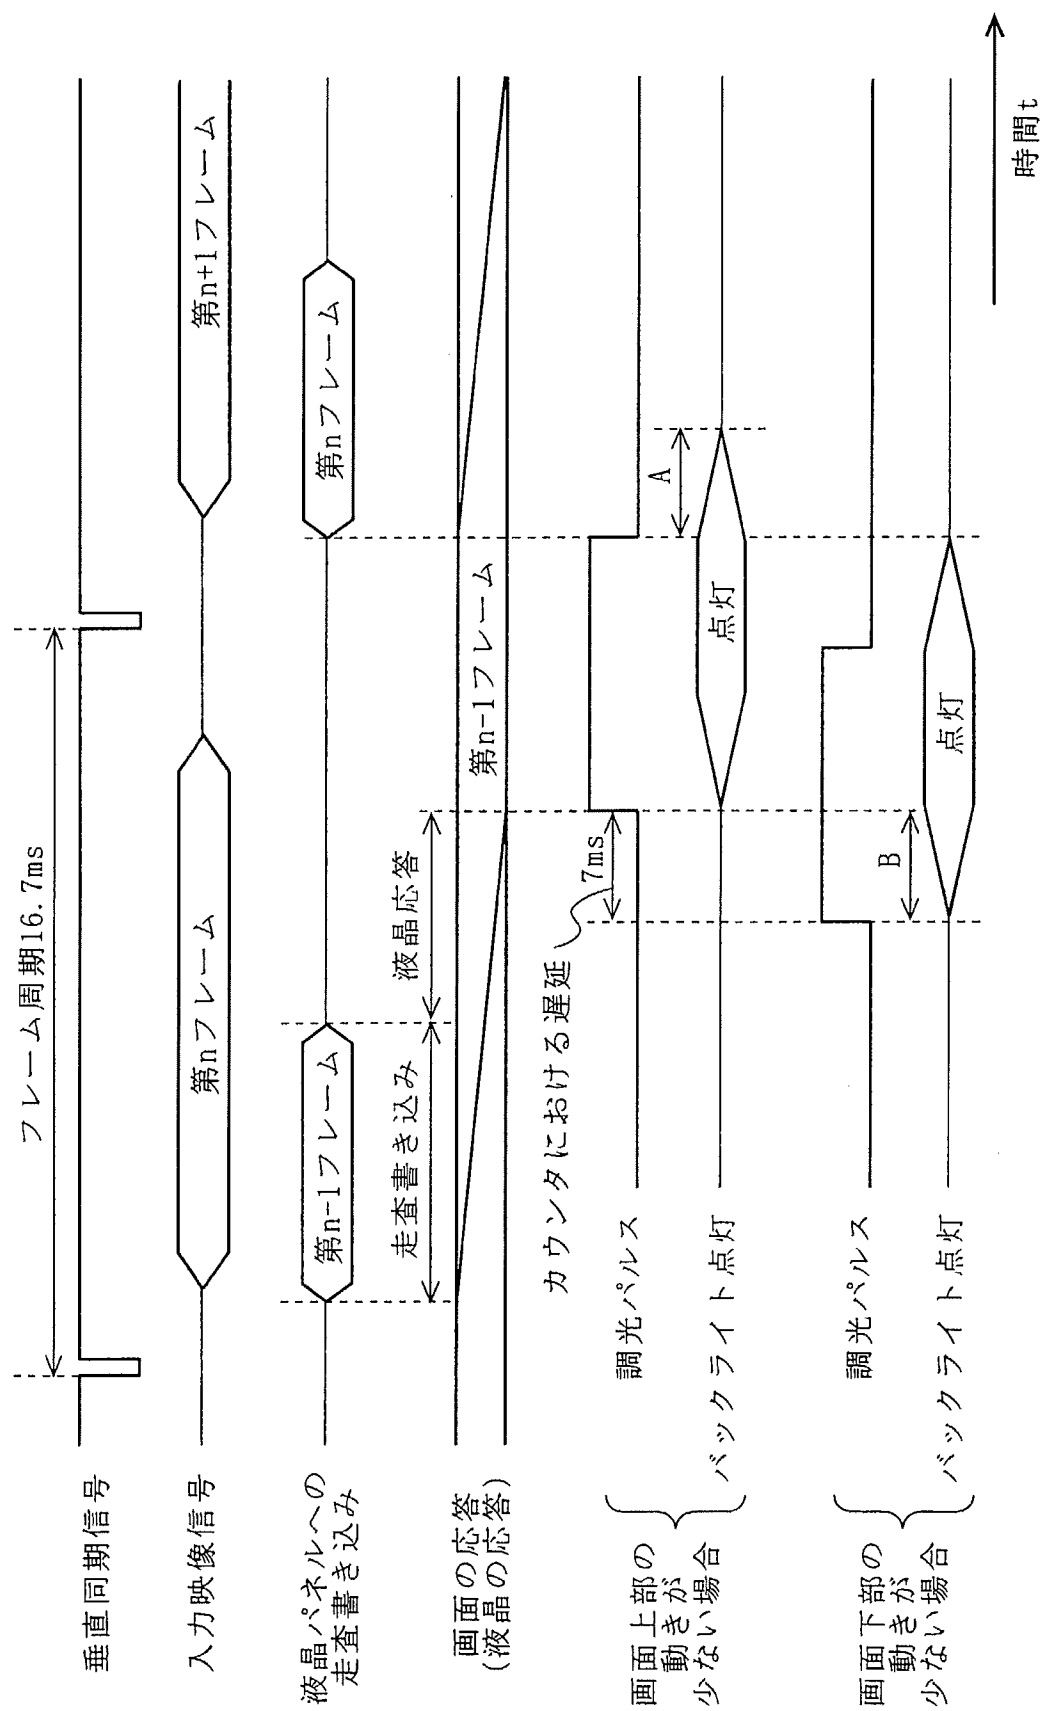 フレーム周期16.7ms
垂直同期信号
入力映像信号
第nフレーム
第n+1フレーム
液晶パネルへの
走査書き込み
第n-1フレーム
第nフレーム
走査書き込み
液晶応答
画面の応答
(液晶の応答)
第n-1フレーム
カウンタにおける遅延
7ms
画面上部の
動きが
少ない場合
調光パルス
バックライト点灯
点灯
A
画面下部の
動きが
少ない場合
調光パルス
バックライト点灯
B
点灯
時間t